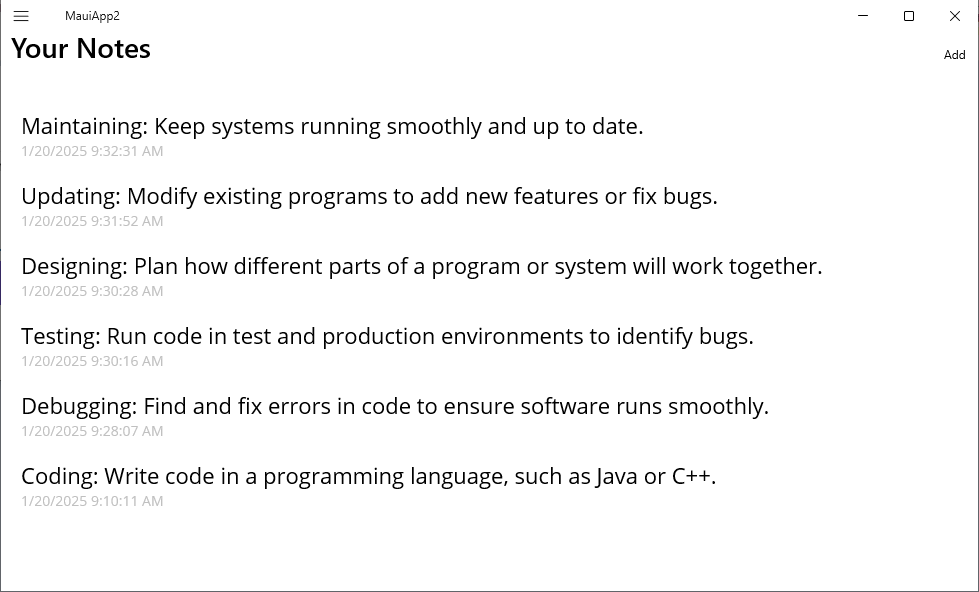 MauiApp2
Your Notes
Add
Maintaining: Keep systems running smoothly and up to date.
1/20/2025 9:32:31 AM
Updating: Modify existing programs to add new features or fix bugs.
1/20/2025 9:31:52 AM
Designing: Plan how different parts of a program or system will work together.
1/20/2025 9:30:28 AM
Testing: Run code in test and production environments to identify bugs.
1/20/2025 9:30:16 AM
Debugging: Find and fix errors in code to ensure software runs smoothly.
1/20/2025 9:28:07 AM
Coding: Write code in a programming language, such as Java or C++.
1/20/2025 9:10:11 AM